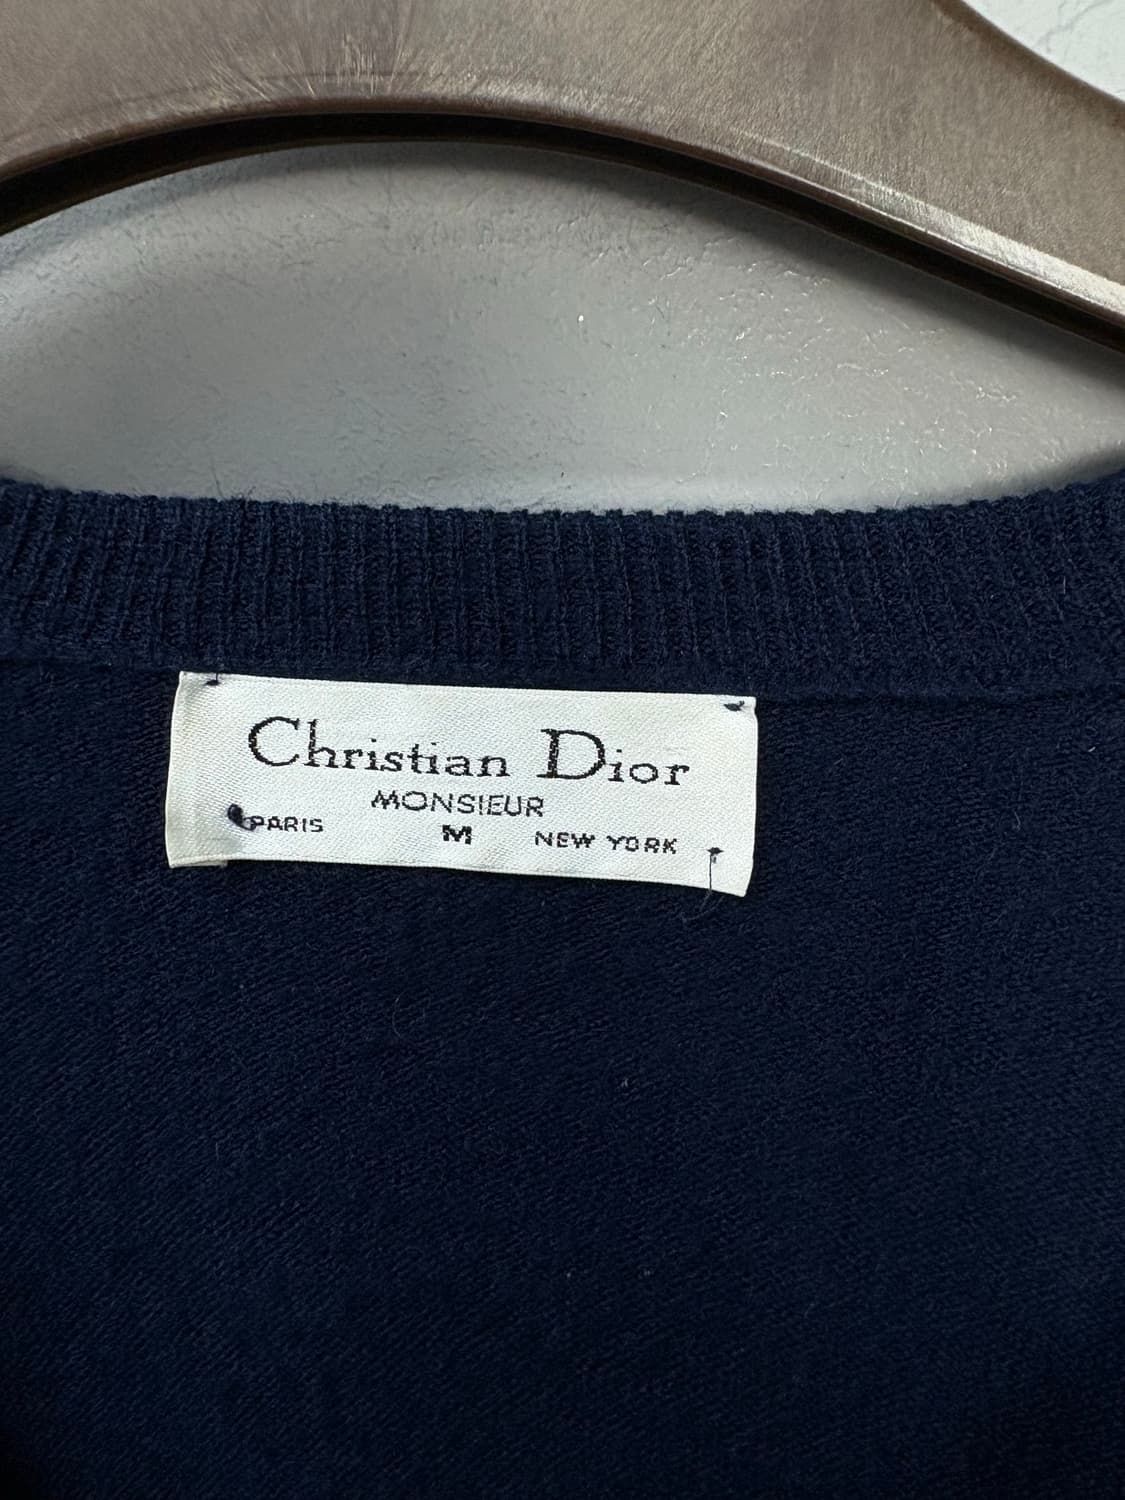 Christian Dior
MONSIEUR
PARIS M NEW YORK